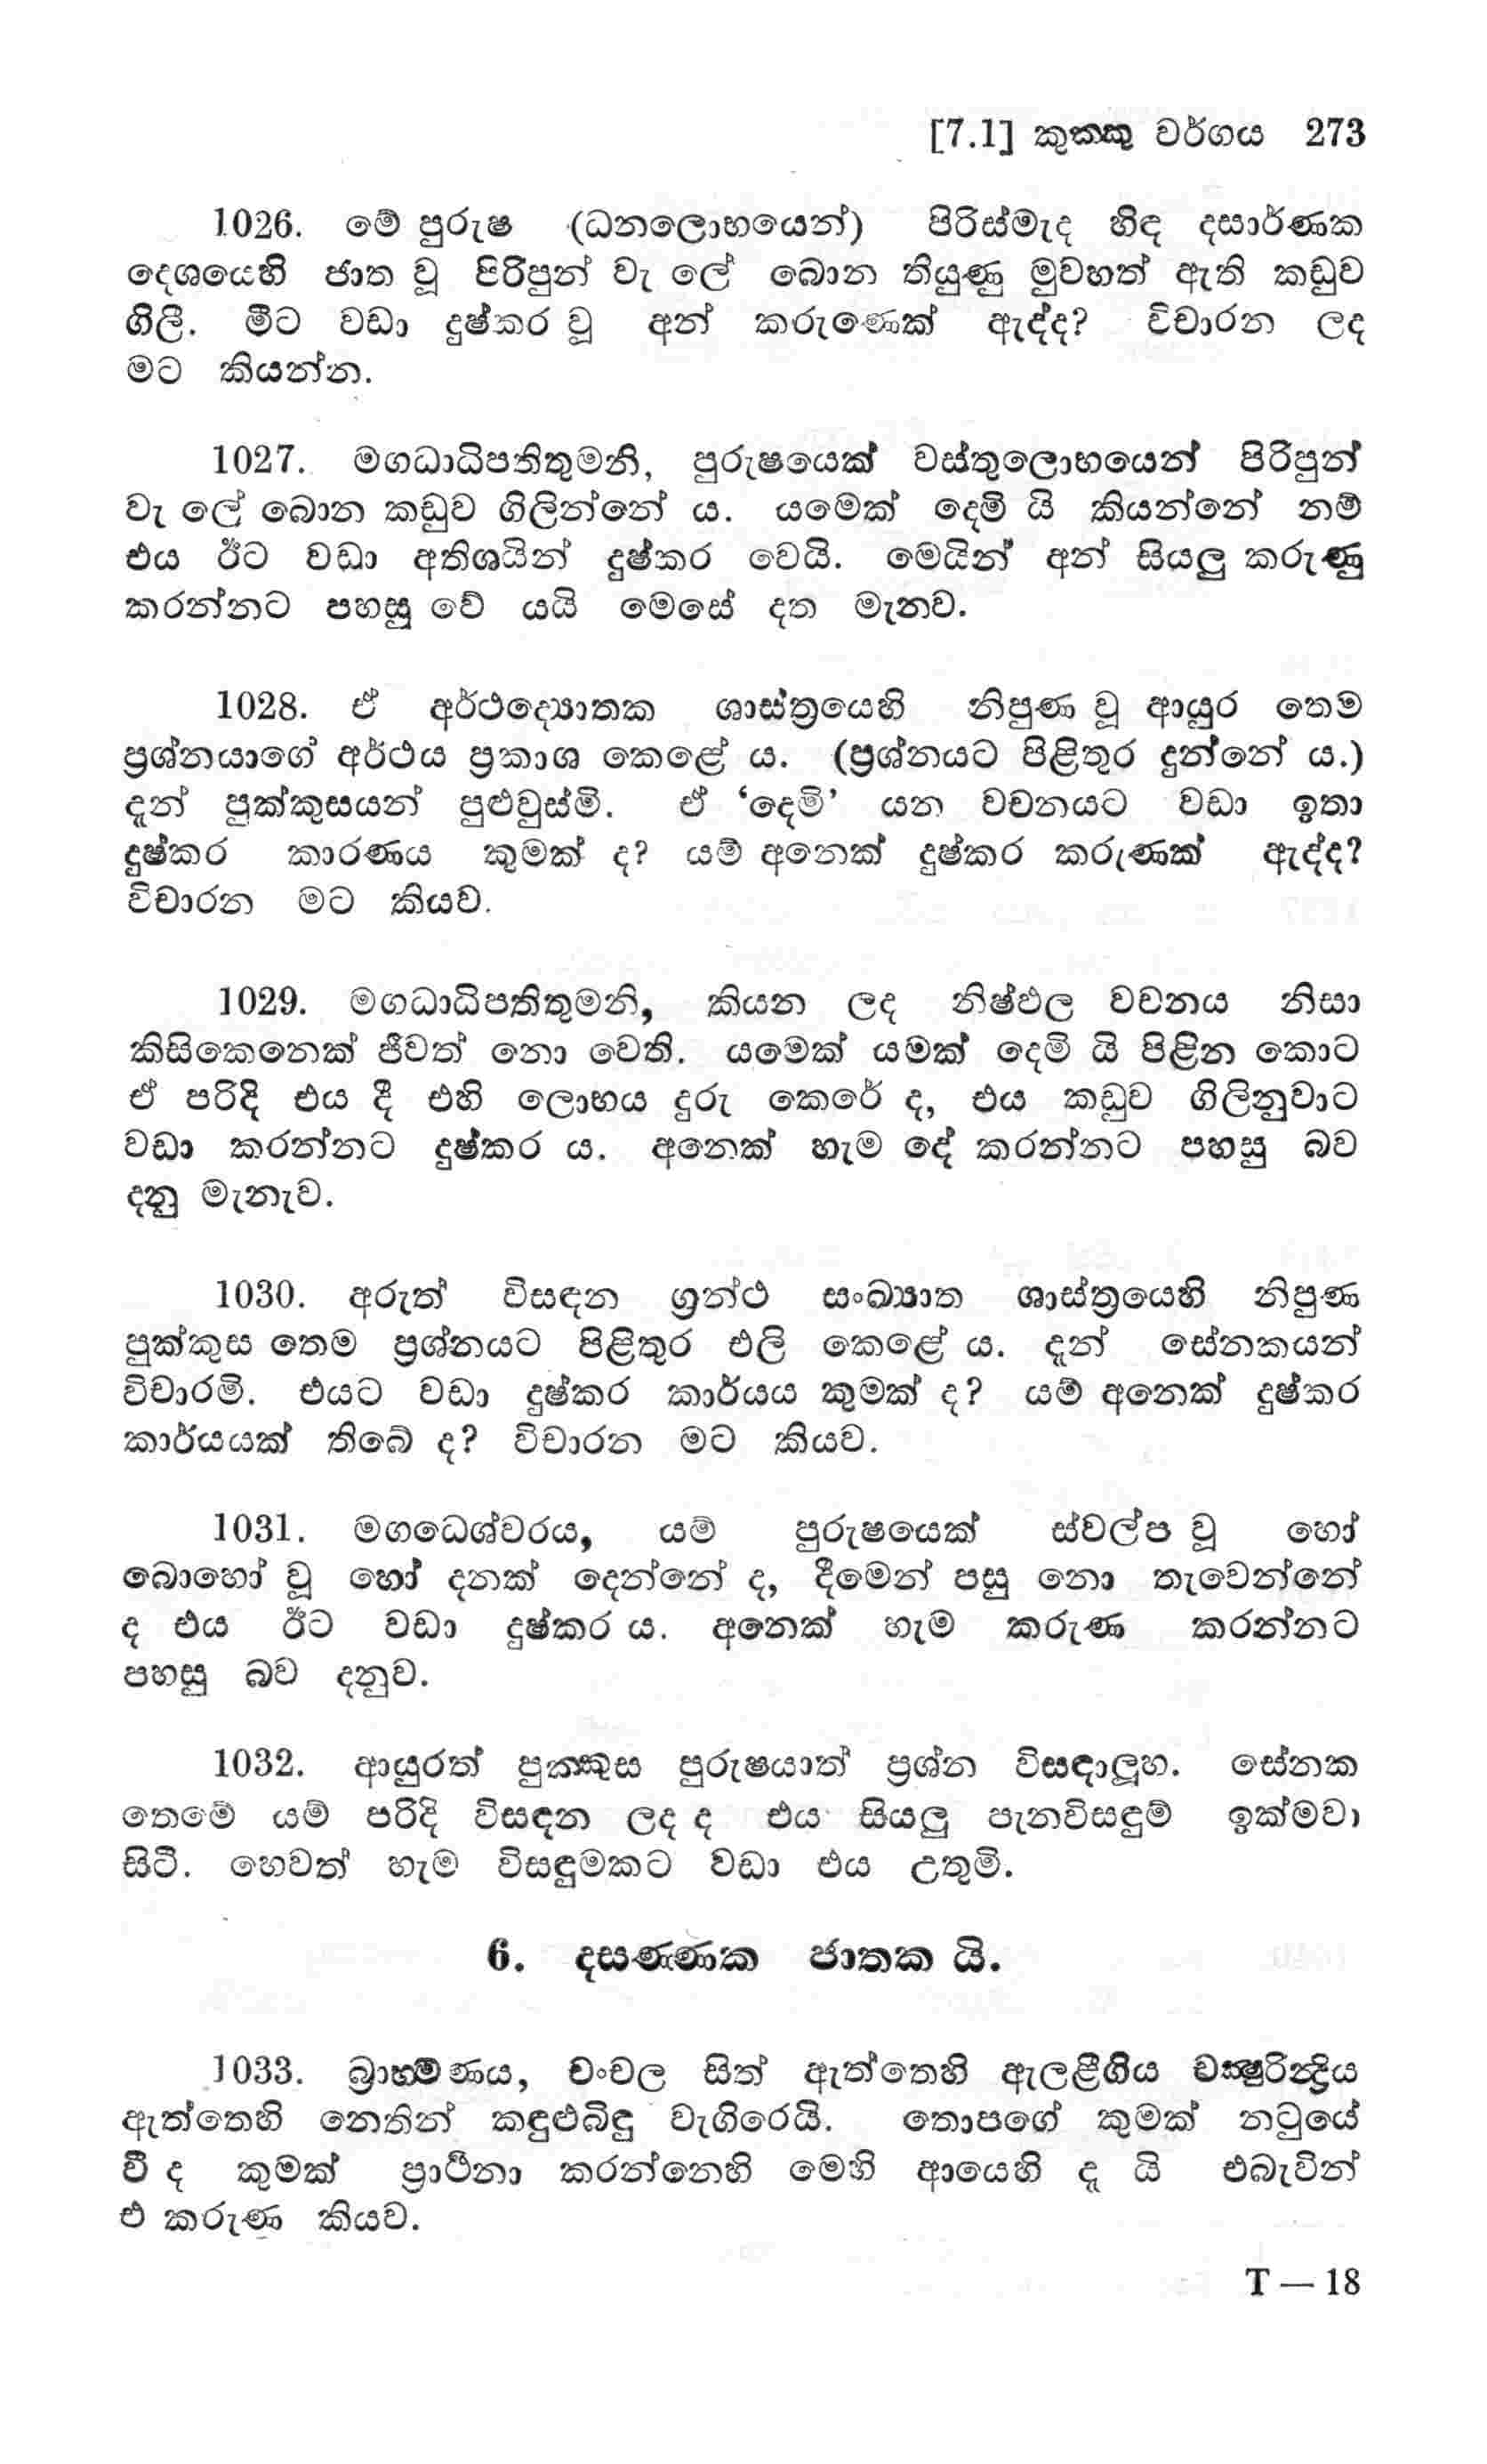 [7.1] කුක‍්කු වර්ගය 273
1026. මේ පුරුෂ (ධනලොභයෙන්) පිරිස්මැද හිඳ දසාර්ණක
දෙශයෙහි ජාත වූ පිරිපුන් වැ ලේ බොන තියුණු මුවහත් ඇති කඩුව
ගිලී. මීට වඩා දුෂ්කර වූ අන් කරුණෙක් ඇද්ද? විචාරන ලද
මට කියන්න.
1027. මගධාධිපතිතුමනි, පුරුෂයෙක් වස්තුලොභයෙන් පිරිපුන්
වැ ලේ බොන කඩුව ගිලින්නේ ය. යමෙක් දෙමි යි කියන්නේ නම්
එය ඊට වඩා අතිශයින් දුෂ්කර වෙයි. මෙයින් අන් සියලු කරුණු
කරන්නට පහසු වේ යයි මෙසේ දත මැනව.
1028. ඒ අර්ථද්‍යොතක ශාස්ත්‍රයෙහි නිපුණ වූ ආයුර තෙම
ප්‍රශ්නයාගේ අර්ථය ප්‍රකාශ කෙළේ ය. (ප්‍රශ්නයට පිළිතුර දුන්නේ ය.)
දැන් පුක්කුසයන් පුළුවුස්මි. ඒ ‘දෙමි’ යන වචනයට වඩා ඉතා
දුෂ්කර කාරණය කුමක් ද? යම් අනෙක් දුෂ්කර කරුණක් ඇද්ද?
විචාරන මට කියව.
1029. මගධාධිපතිතුමනි, කියන ලද නිෂ්ඵල වචනය නිසා
කිසිකෙනෙක් ජීවත් නො වෙති. යමෙක් යමක් දෙමි යි පිළින කොට
ඒ පරිදි එය දී එහි ලොභය දුරු කෙරේ ද, එය කඩුව ගිලිනුවාට
වඩා කරන්නට දුෂ්කර ය. අනෙක් හැම දේ කරන්නට පහසු බව
දනු මැනැව.
1030. අරුත් විසඳන ග්‍රන්ථ සංඛ්‍යාත ශාස්ත්‍රයෙහි නිපුණ
පුක්කුස තෙම ප්‍රශ්නයට පිළිතුර එලි කෙළේ ය. දැන් සේනකයන්
විචාරමි. එයට වඩා දුෂ්කර කාර්යය කුමක් ද? යම් අනෙක් දුෂ්කර
කාර්යයක් තිබේ ද? විචාරන මට කියව.
1031. මගධෙශ්වරය, යම් පුරුෂයෙක් ස්වල්ප වූ හෝ
බොහෝ වූ හෝ දනක් දෙන්නේ ද, දීමෙන් පසු නො තැවෙන්නේ
ද එය ඊට වඩා දුෂ්කර ය. අනෙක් හැම කරුණ කරන්නට
පහසු බව දනුව.
1032. ආයුරත් පුක‍්කුස පුරුෂයාත් ප්‍රශ්න විසඳාලූහ. සේනක
තෙමේ යම් පරිදි විසඳන ලද ද එය සියලු පැනවිසඳුම් ඉක්මවා
සිටී. හෙවත් හැම විසඳුමකට වඩා එය උතුම්.
6. දසණ‍්ණක ජාතක යි.
1033. බ්‍රාහ‍්මණය, චංචල සිත් ඇත්තෙහි ඇලළීගිය චක්‍ෂුරින්‍ද්‍රිය
ඇත්තෙහි නෙතින් කඳුළුබිඳු වැගිරෙයි. තොපගේ කුමක් නටුයේ
වී ද කුමක් ප්‍රාර්ථනා කරන්නෙහි මෙහි ආයෙහි දැ යි එබැවින්
එ කරුණ කියව.
T — 18